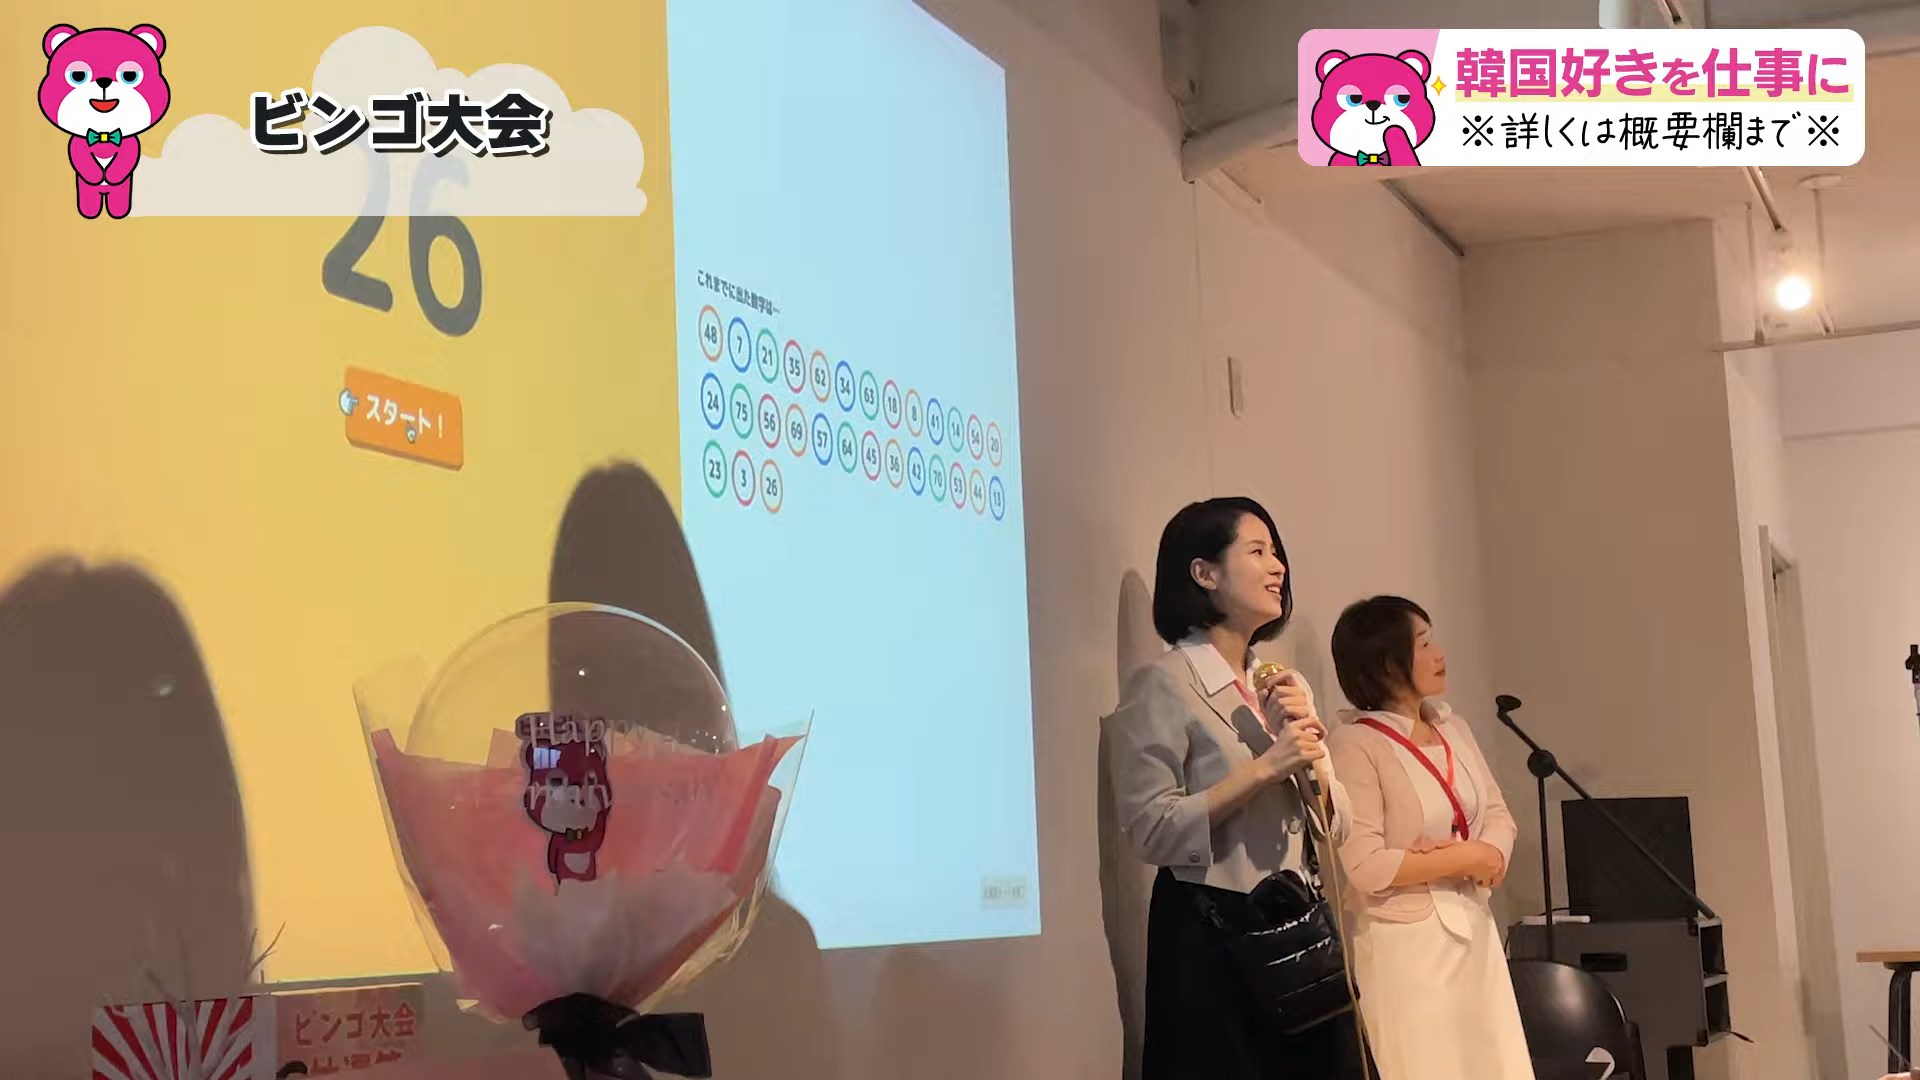 ビンゴ大会
韓国好きを仕事に
※詳しくは概要欄まで※
26
スタート!
これまでに出た数字は…
48 7 21 35 62 34 63 18 8 41 14 54 20
24 75 56 69 57 64 45 36 42 70 53 44 13
23 3 26
Happy
ビンゴ大会